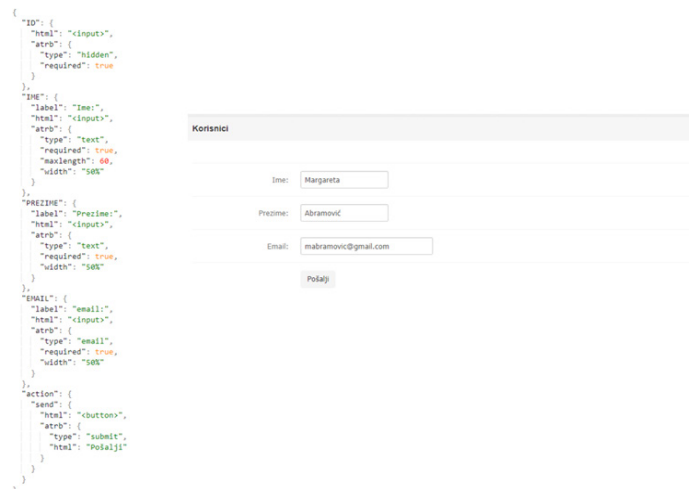 {
"ID": {
"html": "<input>",
"atrb": {
"type": "hidden",
"required": true
}
},
"IME": {
"label": "Ime:",
"html": "<input>",
"atrb": {
"type": "text",
"required": true,
"maxlength": 60,
"width": "50%"
}
},
"PREZIME": {
"label": "Prezime:",
"html": "<input>",
"atrb": {
"type": "text",
"required": true,
"width": "50%"
}
},
"EMAIL": {
"label": "email:",
"html": "<input>",
"atrb": {
"type": "email",
"required": true,
"width": "50%"
}
},
"action": {
"send": {
"html": "<button>",
"atrb": {
"type": "submit",
"html": "Pošalji"
}
}
}
}
Korisnici
Ime: Margareta
Prezime: Abramović
Email: mabramovic@gmail.com
Pošalji